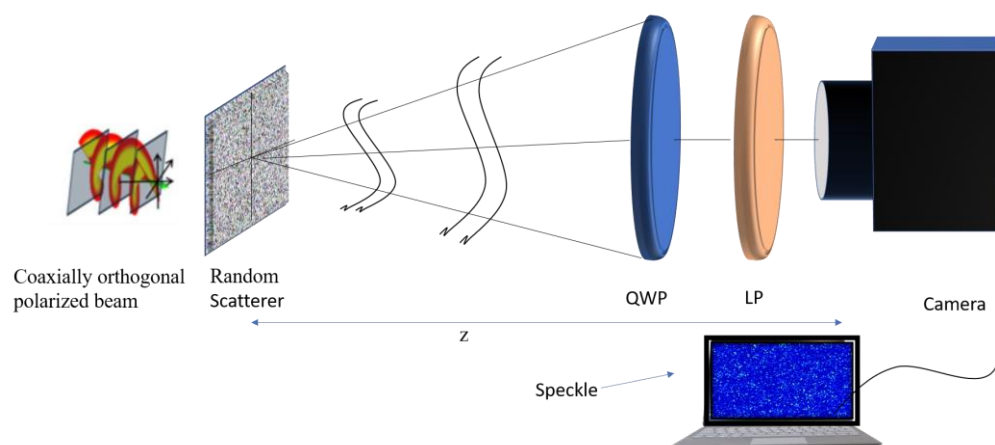 Coaxially orthogonal
polarized beam
Random
Scatterer
QWP
LP
Camera
z
Speckle